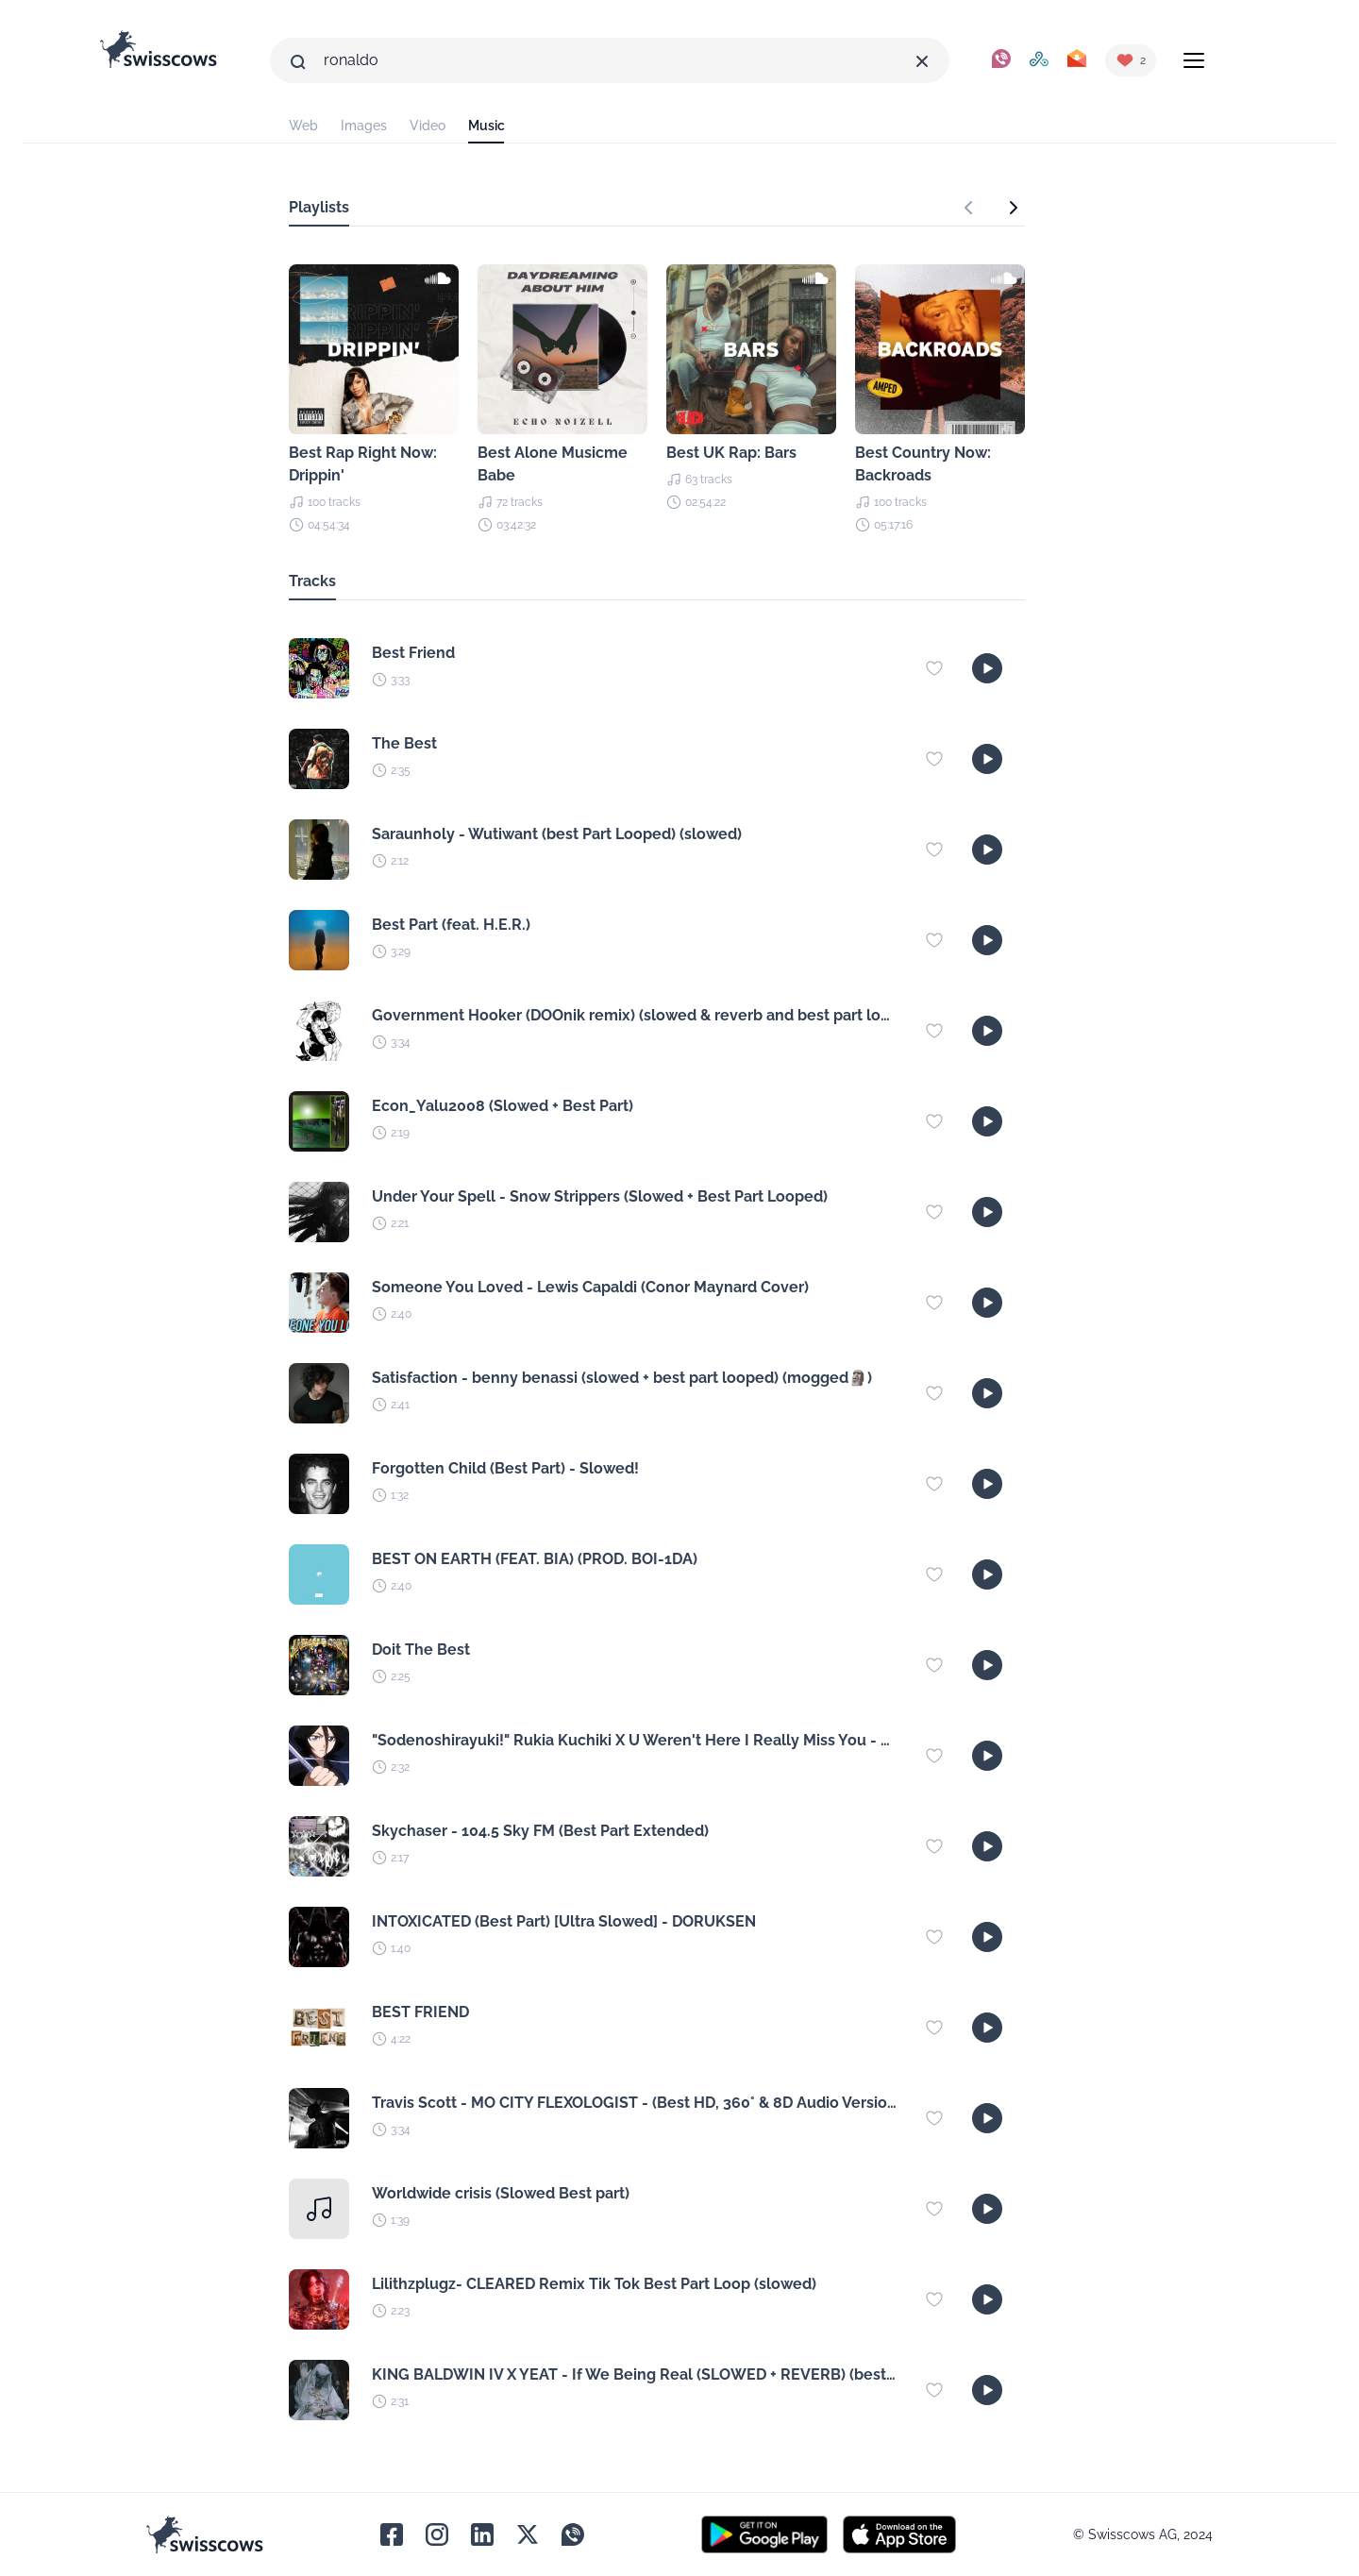 swisscows
ronaldo
2
Web Images Video Music
Playlists
DRIPPIN'
DRIPPIN'
DRIPPIN'
DAYDREAMING
ABOUT HIM
ECHO NOIZELL
BARS
BACKROADS
AMPED
Best Rap Right Now:
Drippin'
100 tracks
04:54:34
Best Alone Musicme
Babe
72 tracks
03:42:32
Best UK Rap: Bars
63 tracks
02:54:22
Best Country Now:
Backroads
100 tracks
05:17:16
Tracks
Best Friend
3:33
The Best
2:35
Saraunholy - Wutiwant (best Part Looped) (slowed)
2:12
Best Part (feat. H.E.R.)
3:29
Government Hooker (DOOnik remix) (slowed & reverb and best part lo...
3:34
Econ_Yalu2008 (Slowed + Best Part)
2:19
Under Your Spell - Snow Strippers (Slowed + Best Part Looped)
2:21
Someone You Loved - Lewis Capaldi (Conor Maynard Cover)
2:40
Satisfaction - benny benassi (slowed + best part looped) (mogged🗿)
2:41
Forgotten Child (Best Part) - Slowed!
1:32
BEST ON EARTH (FEAT. BIA) (PROD. BOI-1DA)
2:40
Doit The Best
2:25
"Sodenoshirayuki!" Rukia Kuchiki X U Weren't Here I Really Miss You - ...
2:32
Skychaser - 104.5 Sky FM (Best Part Extended)
2:17
INTOXICATED (Best Part) [Ultra Slowed] - DORUKSEN
1:40
BEST
FRIEND
BEST FRIEND
4:22
Travis Scott - MO CITY FLEXOLOGIST - (Best HD, 360° & 8D Audio Versio...
3:34
Worldwide crisis (Slowed Best part)
1:39
Lilithzplugz- CLEARED Remix Tik Tok Best Part Loop (slowed)
2:23
KING BALDWIN IV X YEAT - If We Being Real (SLOWED + REVERB) (best...
2:31
swisscows
GET IT ON
Google Play
Download on the
App Store
© Swisscows AG, 2024